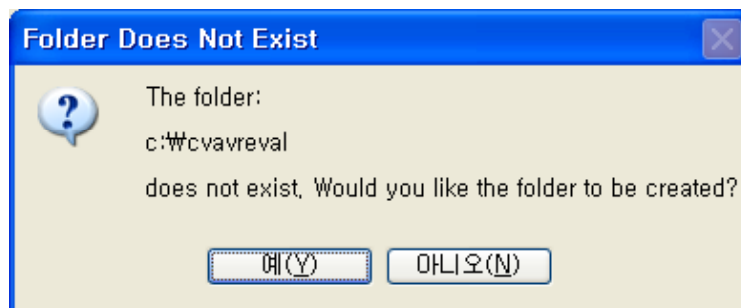 Folder Does Not Exist
The folder:
c:₩cvavreval
does not exist, Would you like the folder to be created?
예(Y)
아니오(N)